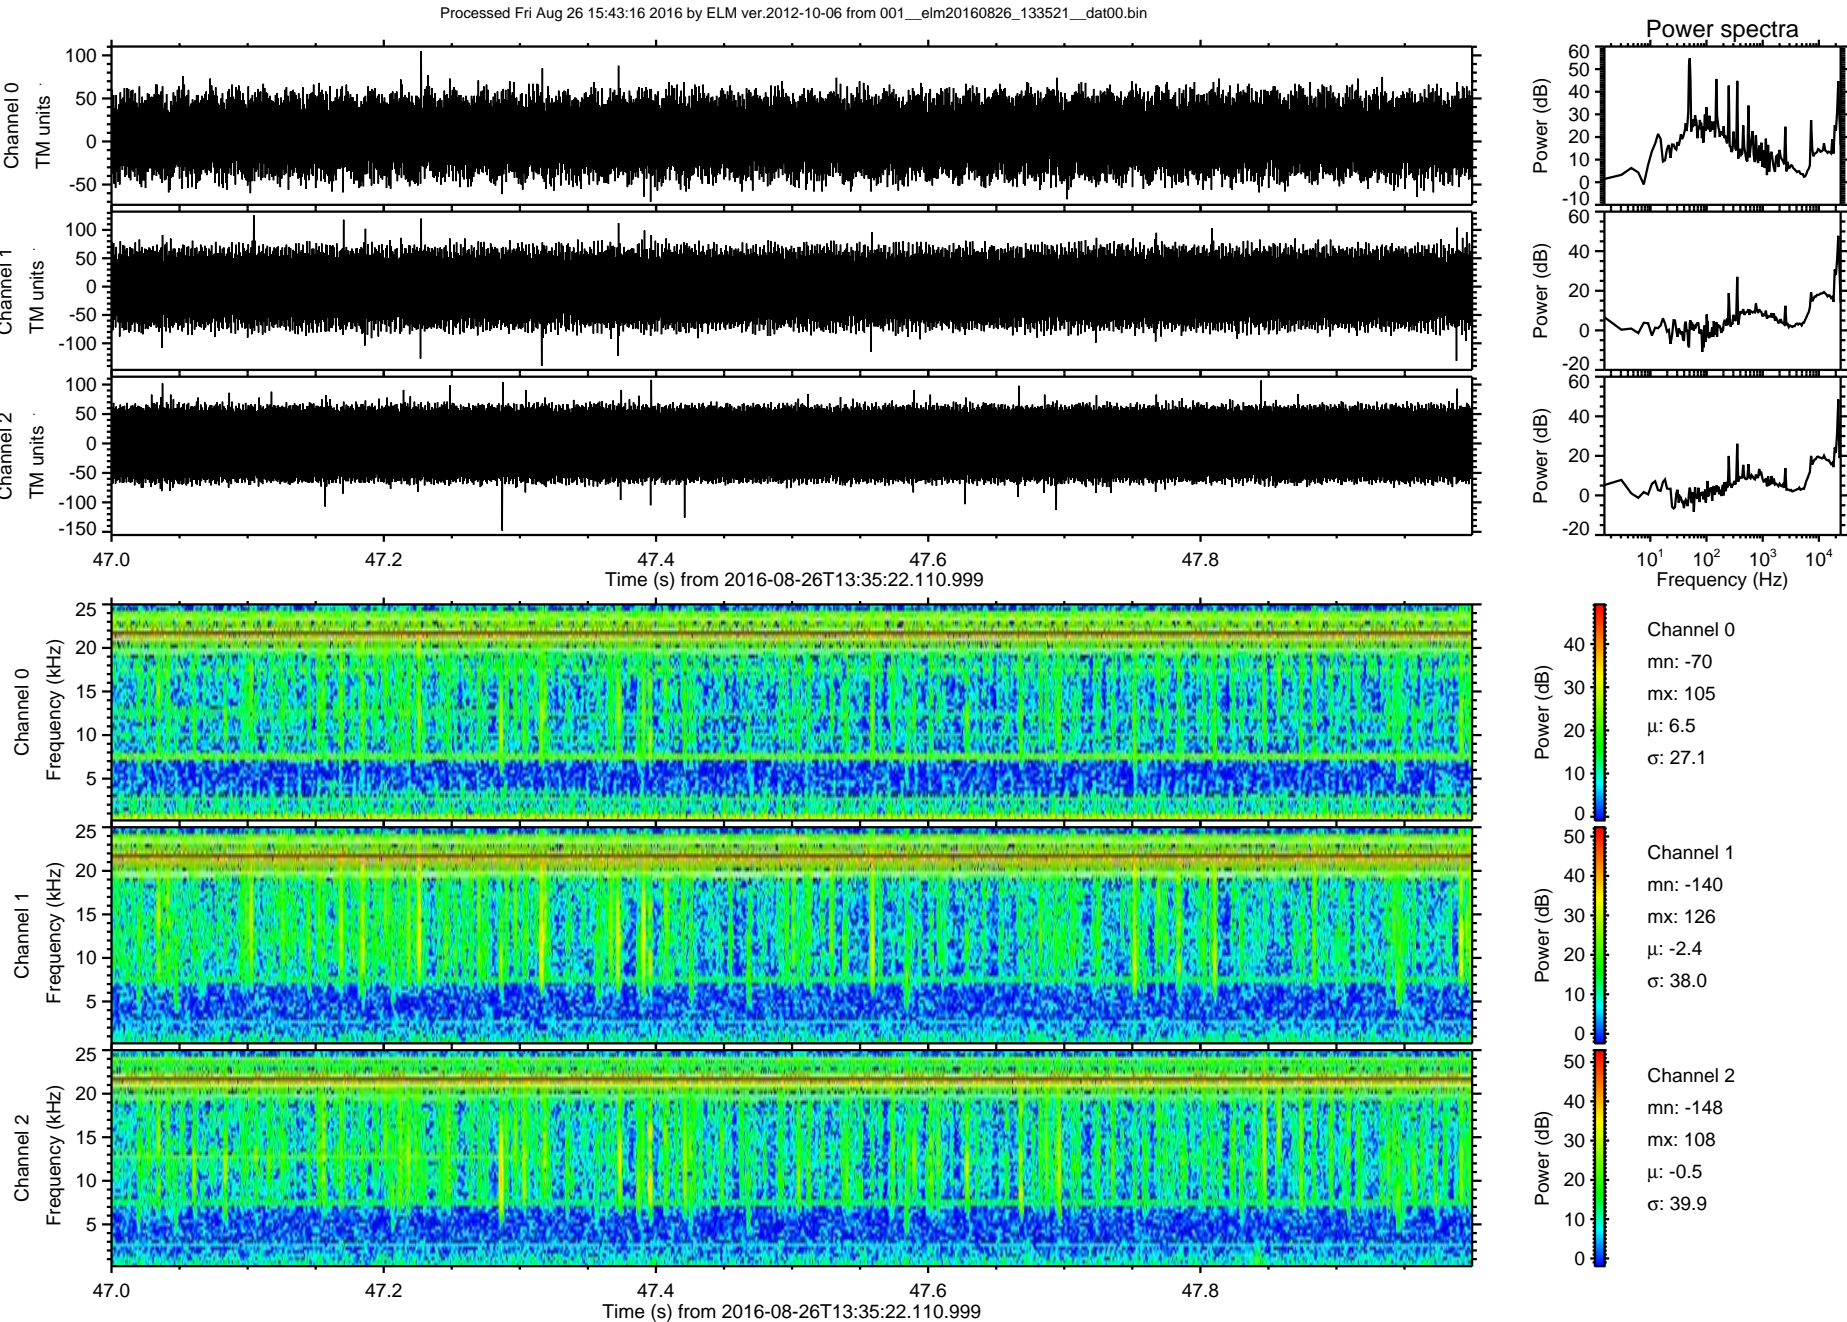 Processed Fri Aug 26 15:43:16 2016 by ELM ver.2012-10-06 from 001__elm20160826_133521__dat00.bin
Power spectra
Channel 0
TM units
100
50
0
-50
Power (dB)
60
50
40
30
20
10
0
-10
Channel 1
TM units
100
50
0
-50
-100
Power (dB)
60
40
20
0
-20
Channel 2
TM units
100
50
0
-50
-100
-150
Power (dB)
60
40
20
0
-20
47.0 47.2 47.4 47.6 47.8
Time (s) from 2016-08-26T13:35:22.110.999
10^1 10^2 10^3 10^4
Frequency (Hz)
Channel 0
Frequency (kHz)
25
20
15
10
5
Power (dB)
40
30
20
10
0
Channel 0
mn: -70
mx: 105
μ: 6.5
σ: 27.1
Channel 1
Frequency (kHz)
25
20
15
10
5
Power (dB)
50
40
30
20
10
0
Channel 1
mn: -140
mx: 126
μ: -2.4
σ: 38.0
Channel 2
Frequency (kHz)
25
20
15
10
5
Power (dB)
50
40
30
20
10
0
Channel 2
mn: -148
mx: 108
μ: -0.5
σ: 39.9
47.0 47.2 47.4 47.6 47.8
Time (s) from 2016-08-26T13:35:22.110.999